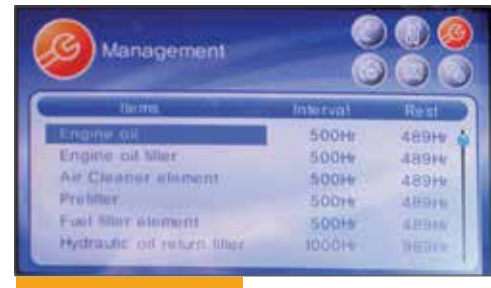 Management
Items Interval Rest
Engine oil 500Hr 489Hr
Engine oil filter 500Hr 489Hr
Air Cleaner element 500Hr 489Hr
Prefilter 500Hr 489Hr
Fuel filter element 500Hr 489Hr
Hydraulic oil return filter 1000Hr 989Hr